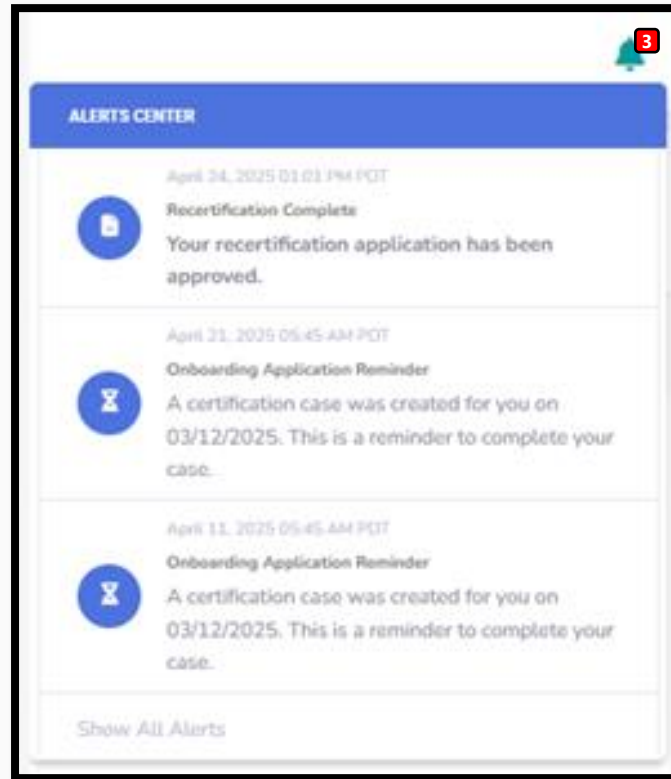 3
ALERTS CENTER
April 24, 2025 01:01 PM PDT
Recertification Complete
Your recertification application has been
approved.
April 21, 2025 05:45 AM PDT
Onboarding Application Reminder
A certification case was created for you on
03/12/2025. This is a reminder to complete your
case.
April 11, 2025 05:45 AM PDT
Onboarding Application Reminder
A certification case was created for you on
03/12/2025. This is a reminder to complete your
case.
Show All Alerts